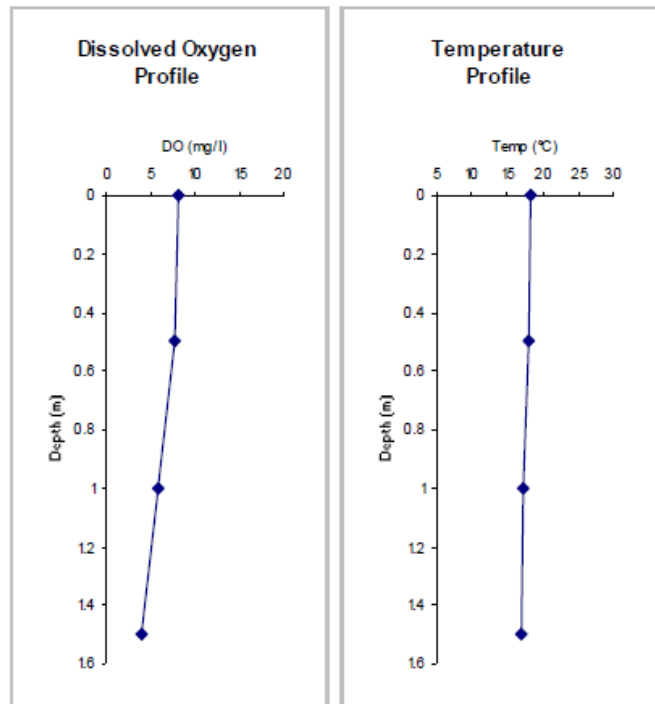 Dissolved Oxygen
Profile
DO (mg/l)
0 5 10 15 20
0
0.2
0.4
0.6
0.8
1
1.2
1.4
1.6
Depth (m)
Temperature
Profile
Temp (ºC)
5 10 15 20 25 30
0
0.2
0.4
0.6
0.8
1
1.2
1.4
1.6
Depth (m)